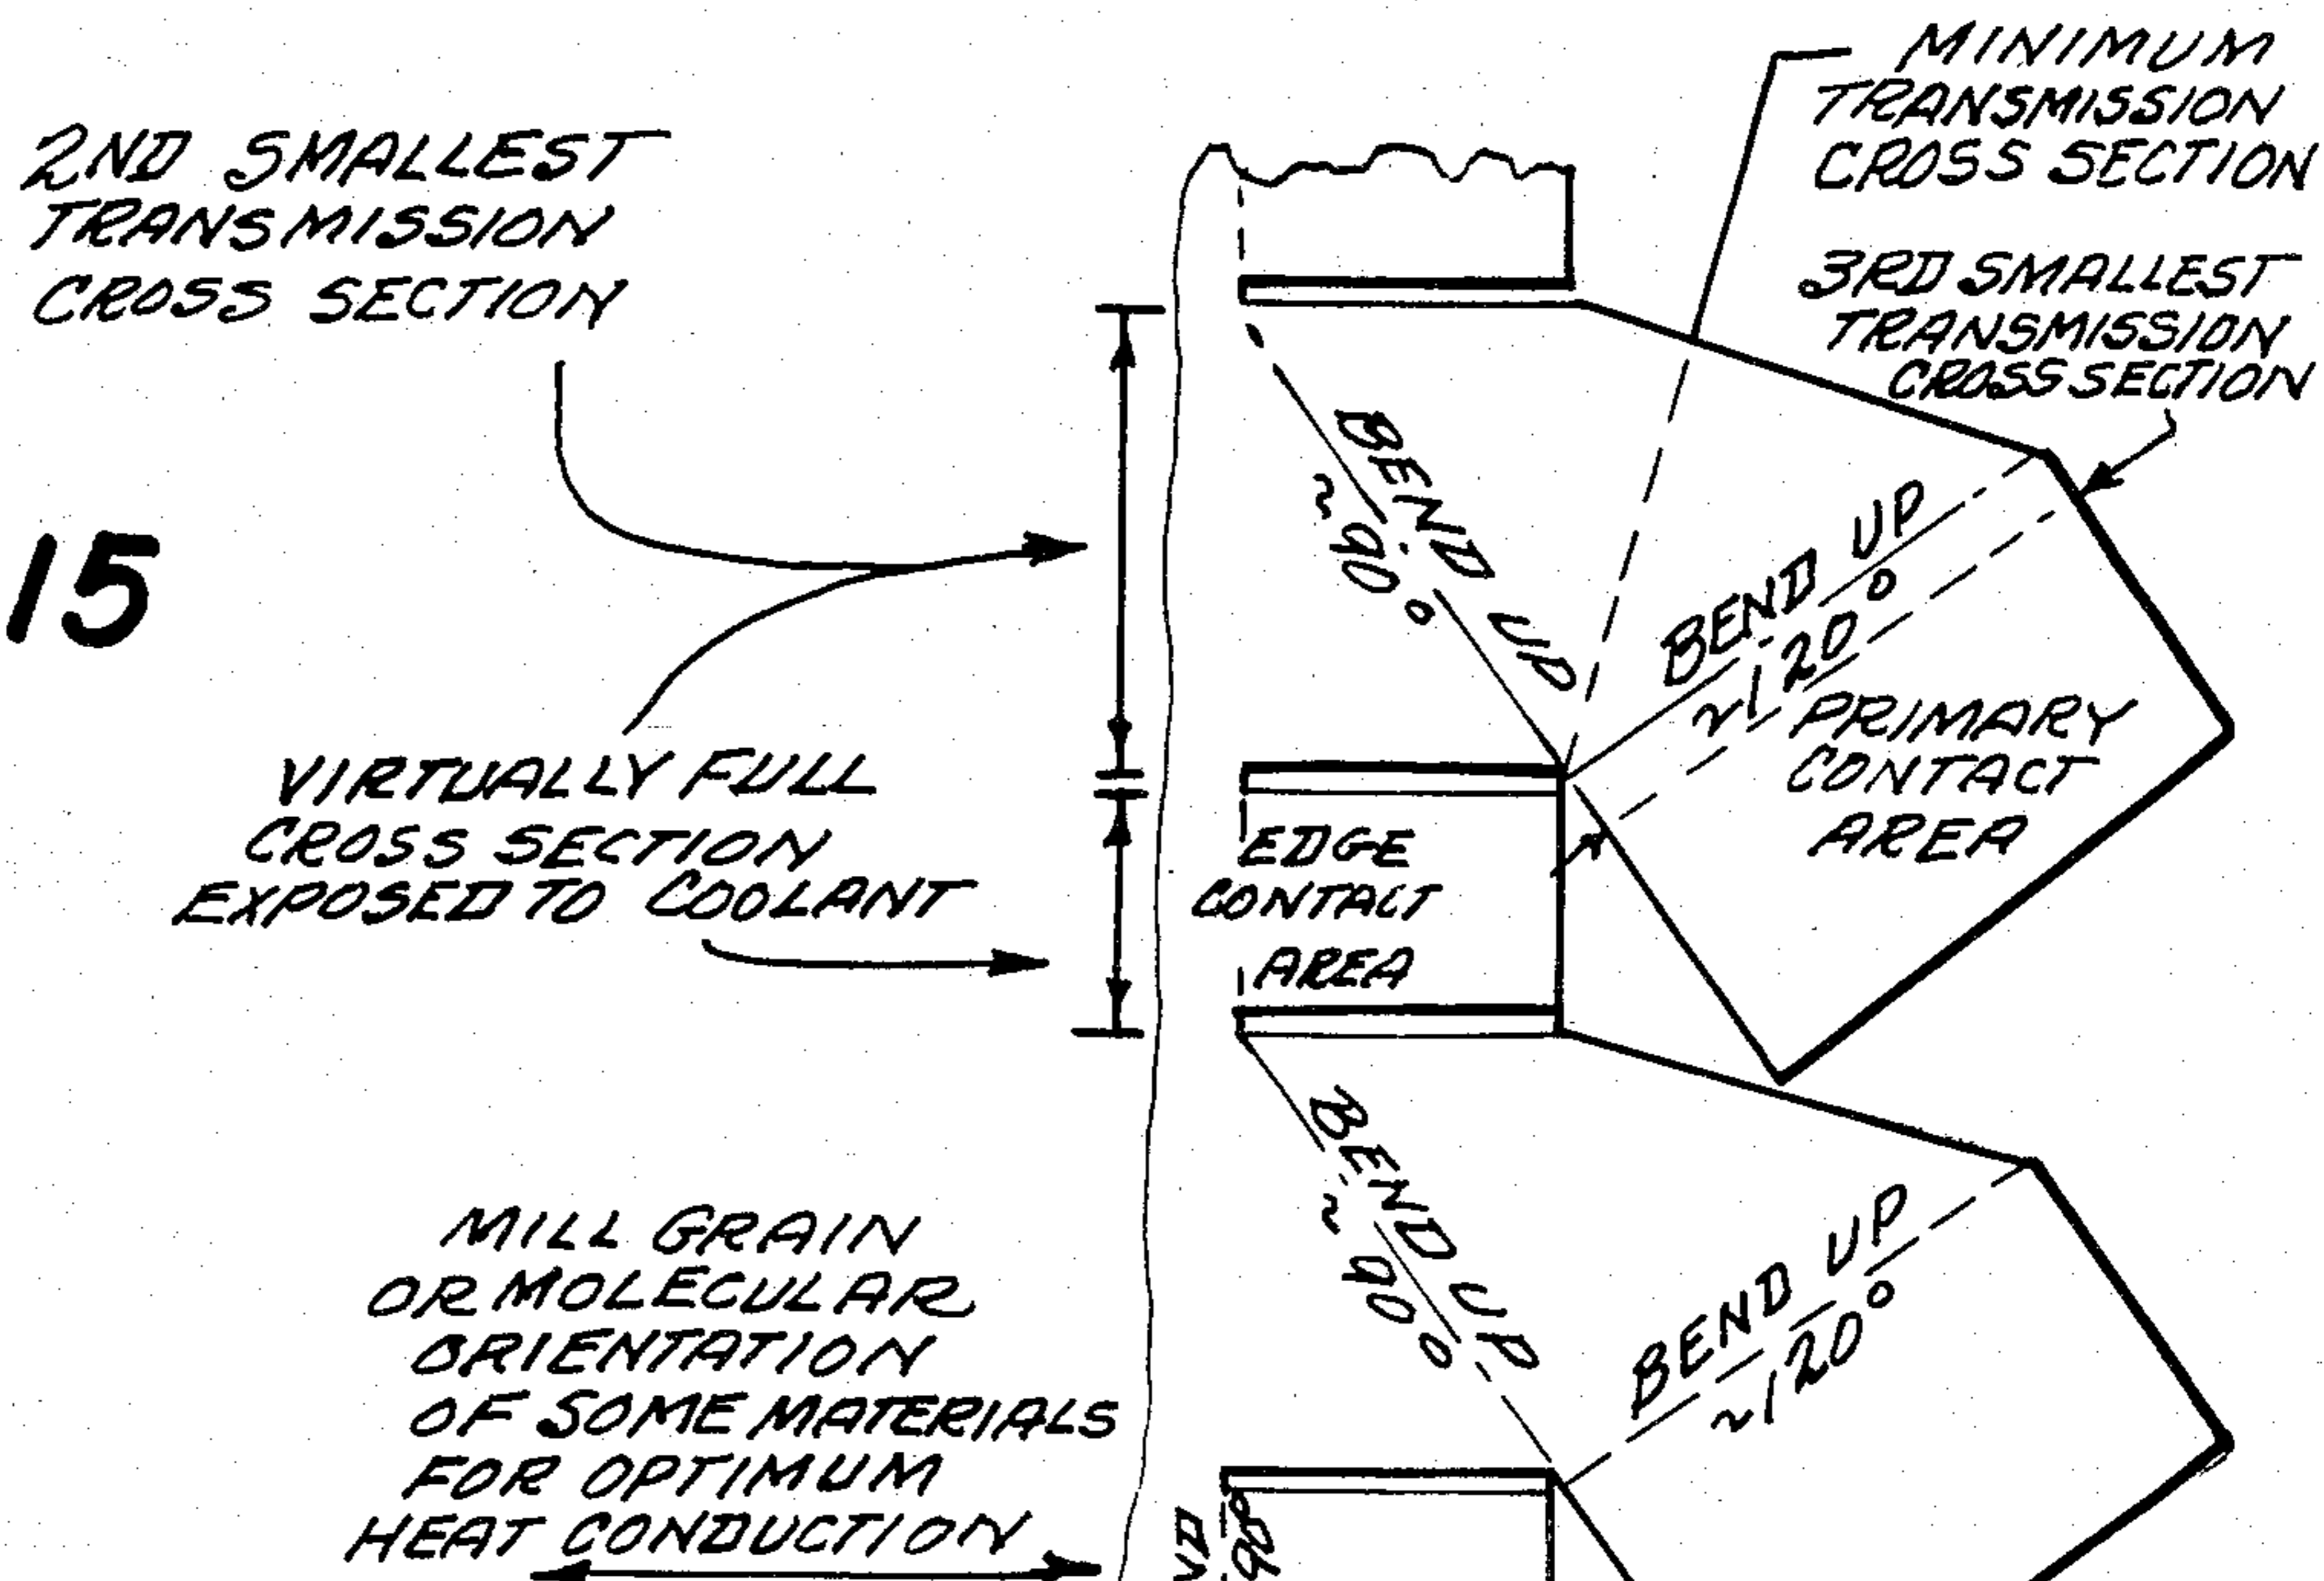 2ND SMALLEST
TRANSMISSION
CROSS SECTION
MINIMUM
TRANSMISSION
CROSS SECTION
3RD SMALLEST
TRANSMISSION
CROSS SECTION
15
BEND UP
~90°
BEND UP
~120°
PRIMARY
CONTACT
AREA
VIRTUALLY FULL
CROSS SECTION
EXPOSED TO COOLANT
EDGE
CONTACT
AREA
BEND UP
~90°
BEND UP
~120°
MILL GRAIN
OR MOLECULAR
ORIENTATION
OF SOME MATERIALS
FOR OPTIMUM
HEAT CONDUCTION